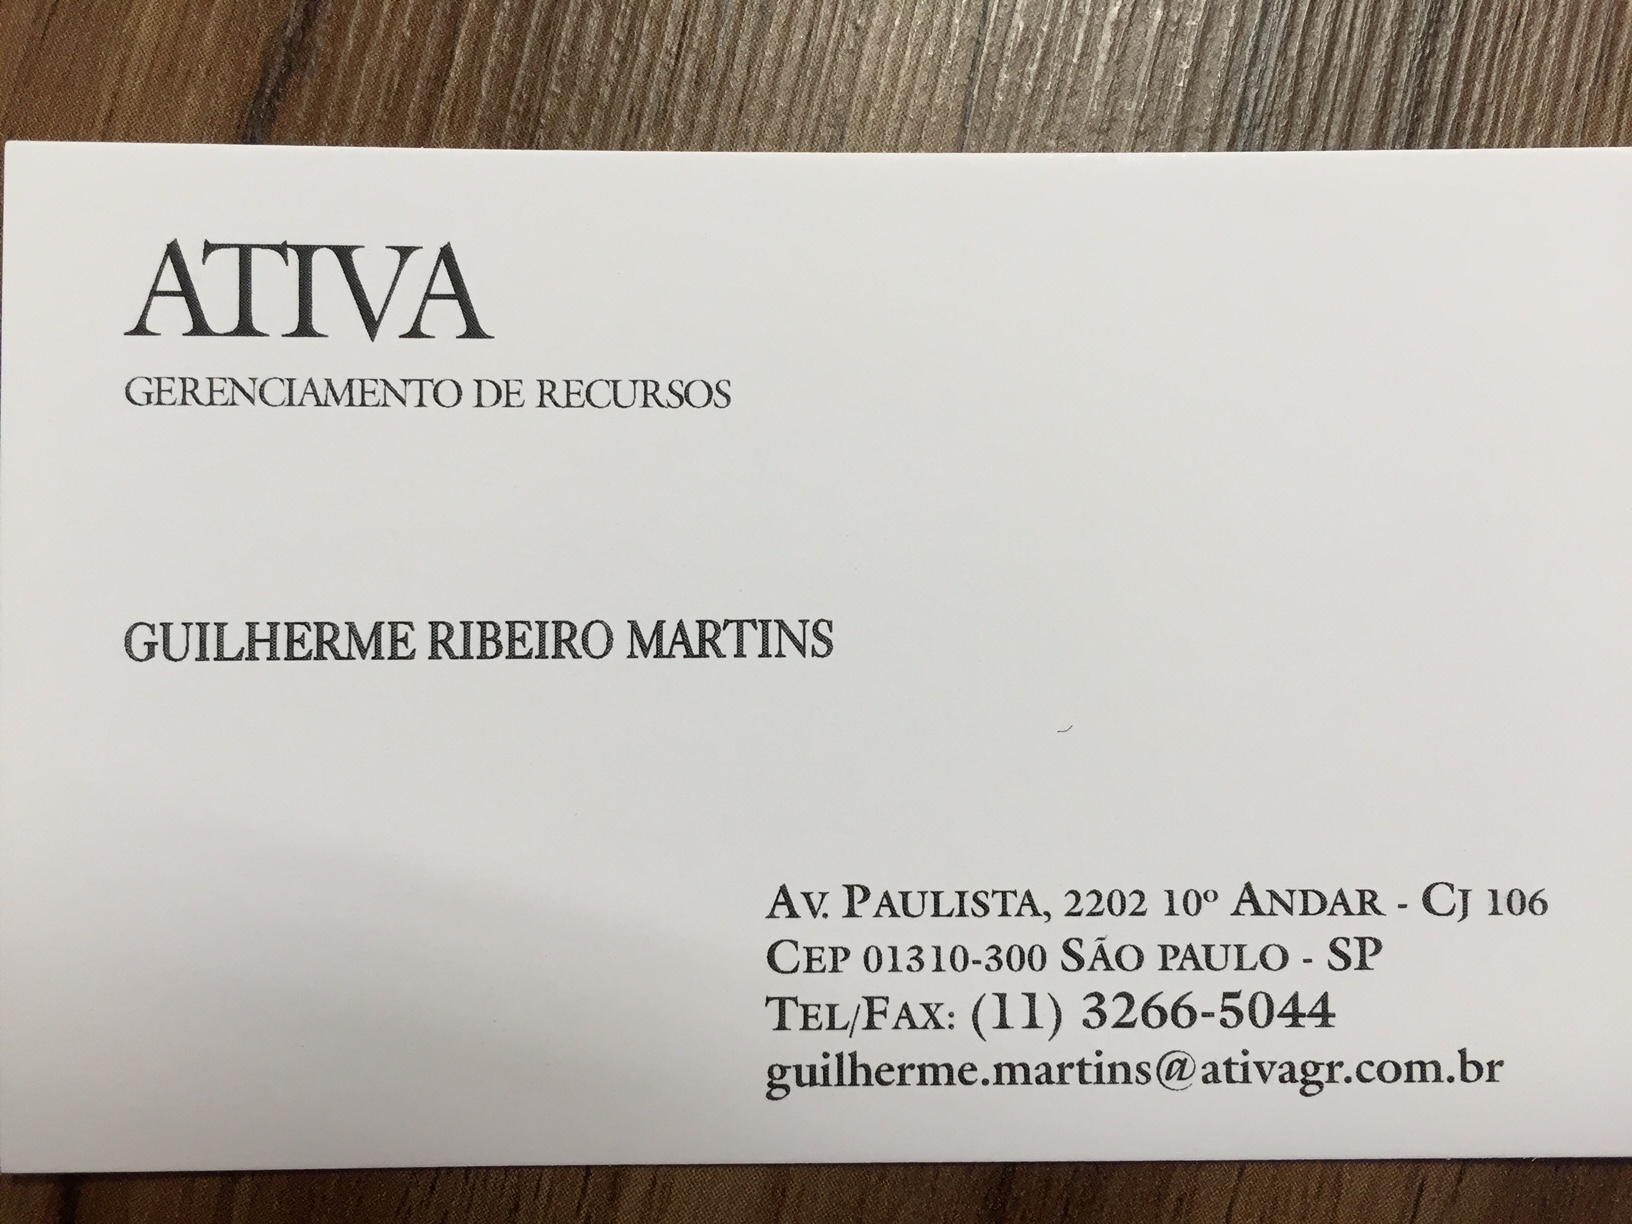 ATIVA
GERENCIAMENTO DE RECURSOS
GUILHERME RIBEIRO MARTINS
AV. PAULISTA, 2202 10º ANDAR - CJ 106
CEP 01310-300 SÃO PAULO - SP
TEL/FAX: (11) 3266-5044
guilherme.martins@ativagr.com.br